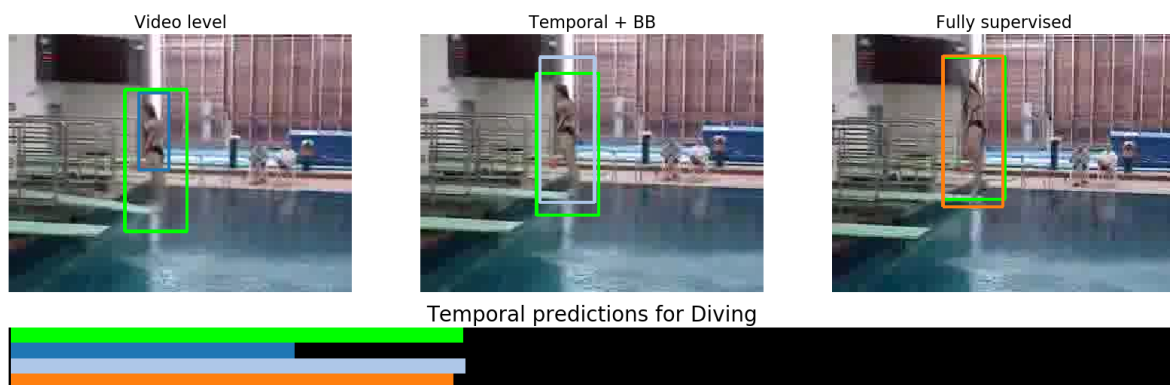 Video level
Temporal + BB
Fully supervised
Temporal predictions for Diving